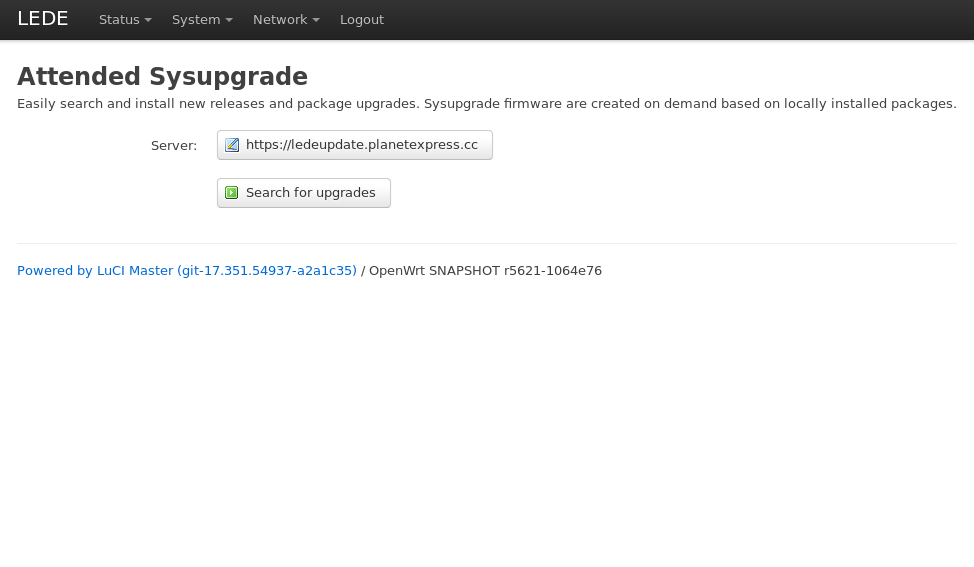 LEDE Status System Network Logout
Attended Sysupgrade
Easily search and install new releases and package upgrades. Sysupgrade firmware are created on demand based on locally installed packages.
Server: https://ledeupdate.planetexpress.cc
Search for upgrades
Powered by LuCI Master (git-17.351.54937-a2a1c35) / OpenWrt SNAPSHOT r5621-1064e76